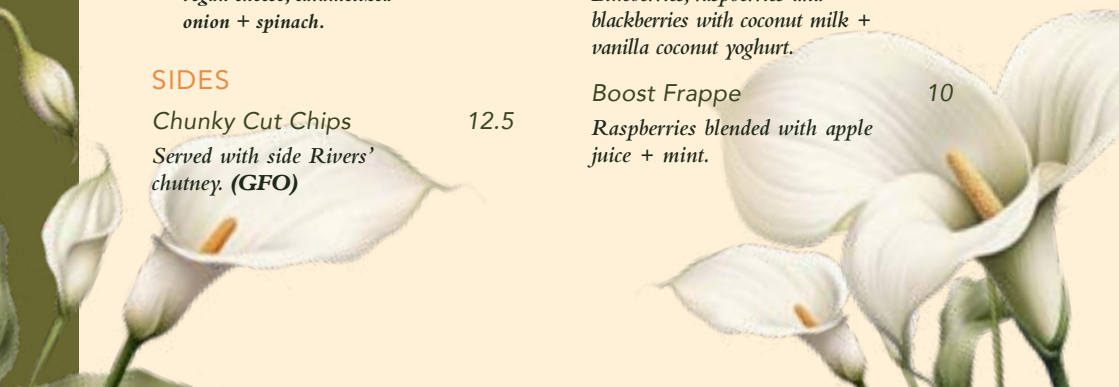 onion + spinach.
SIDES
Chunky Cut Chips 12.5
Served with side Rivers’
chutney. (GFO)
blackberries with coconut milk +
vanilla coconut yoghurt.
Boost Frappe 10
Raspberries blended with apple
juice + mint.